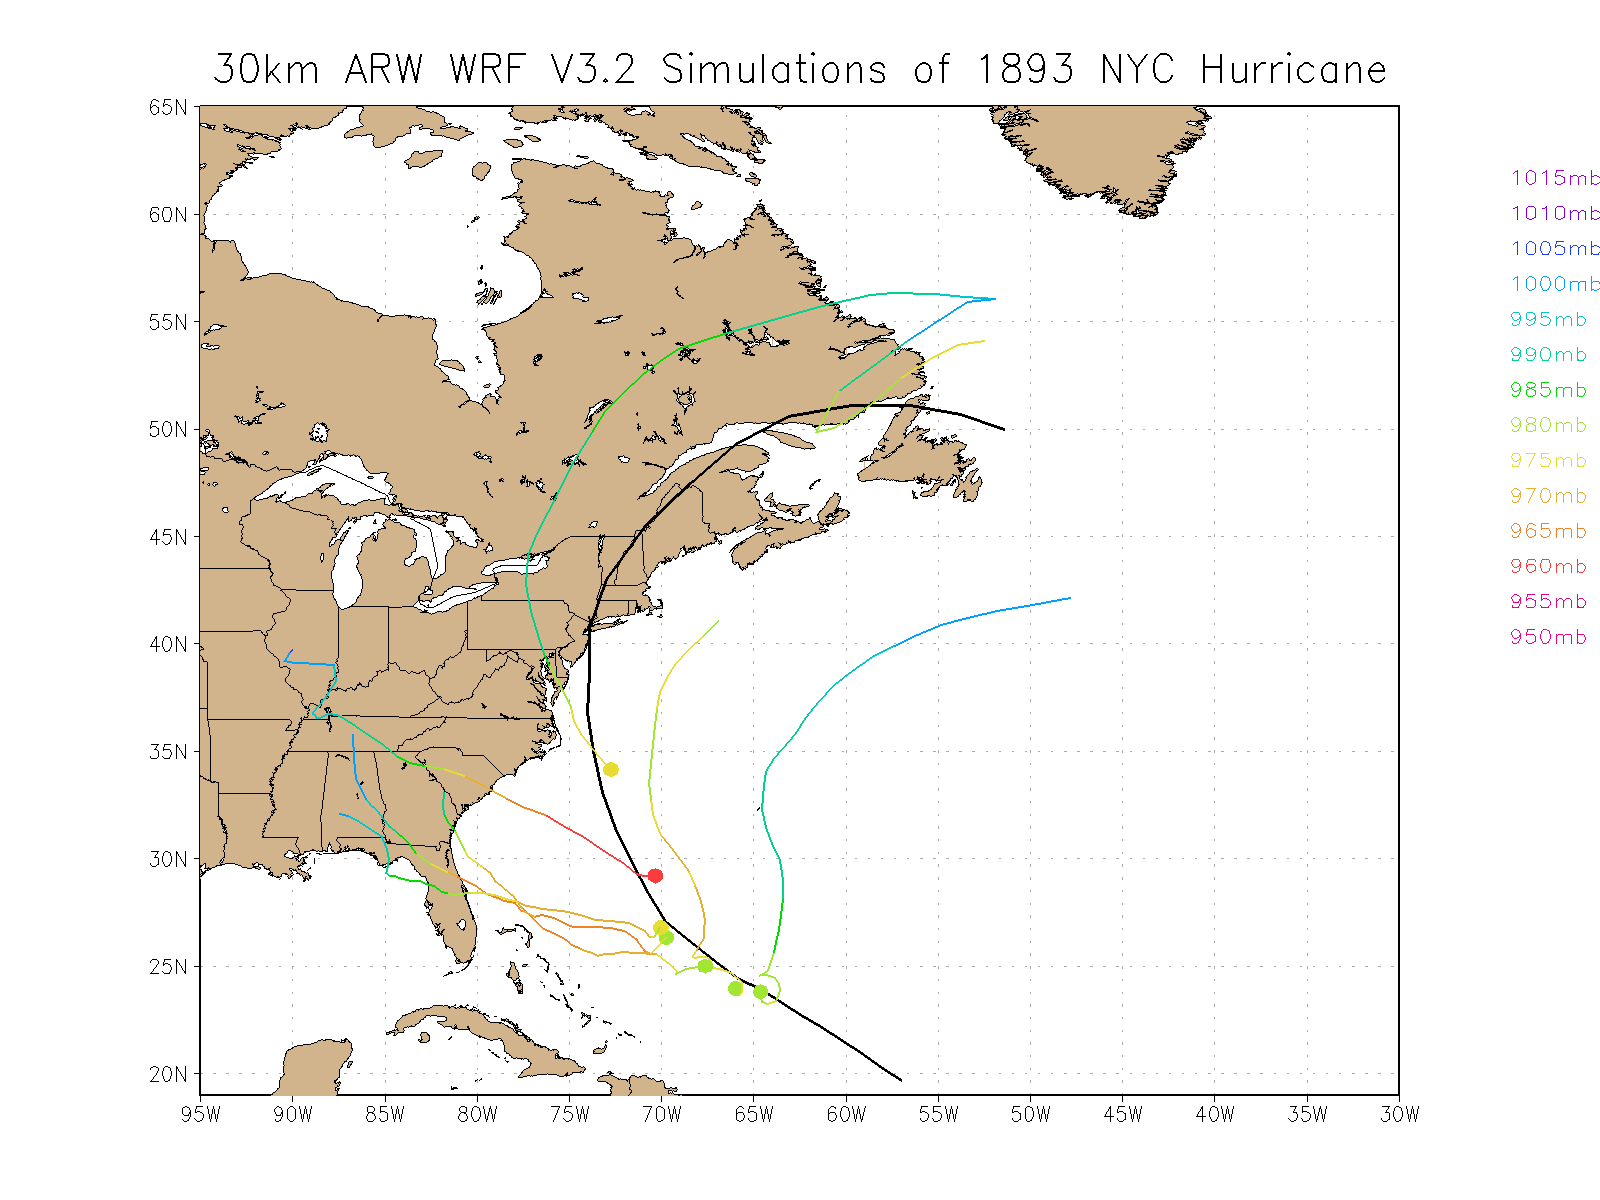 30km ARW WRF V3.2 Simulations of 1893 NYC Hurricane
65N
60N
55N
50N
45N
40N
35N
30N
25N
20N
95W 90W 85W 80W 75W 70W 65W 60W 55W 50W 45W 40W 35W 30W
1015mb
1010mb
1005mb
1000mb
995mb
990mb
985mb
980mb
975mb
970mb
965mb
960mb
955mb
950mb